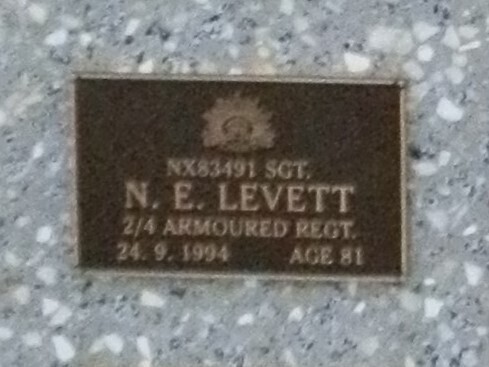 NX83491 SGT.
N. E. LEVETT
2/4 ARMOURED REGT.
24. 9. 1994 AGE 81